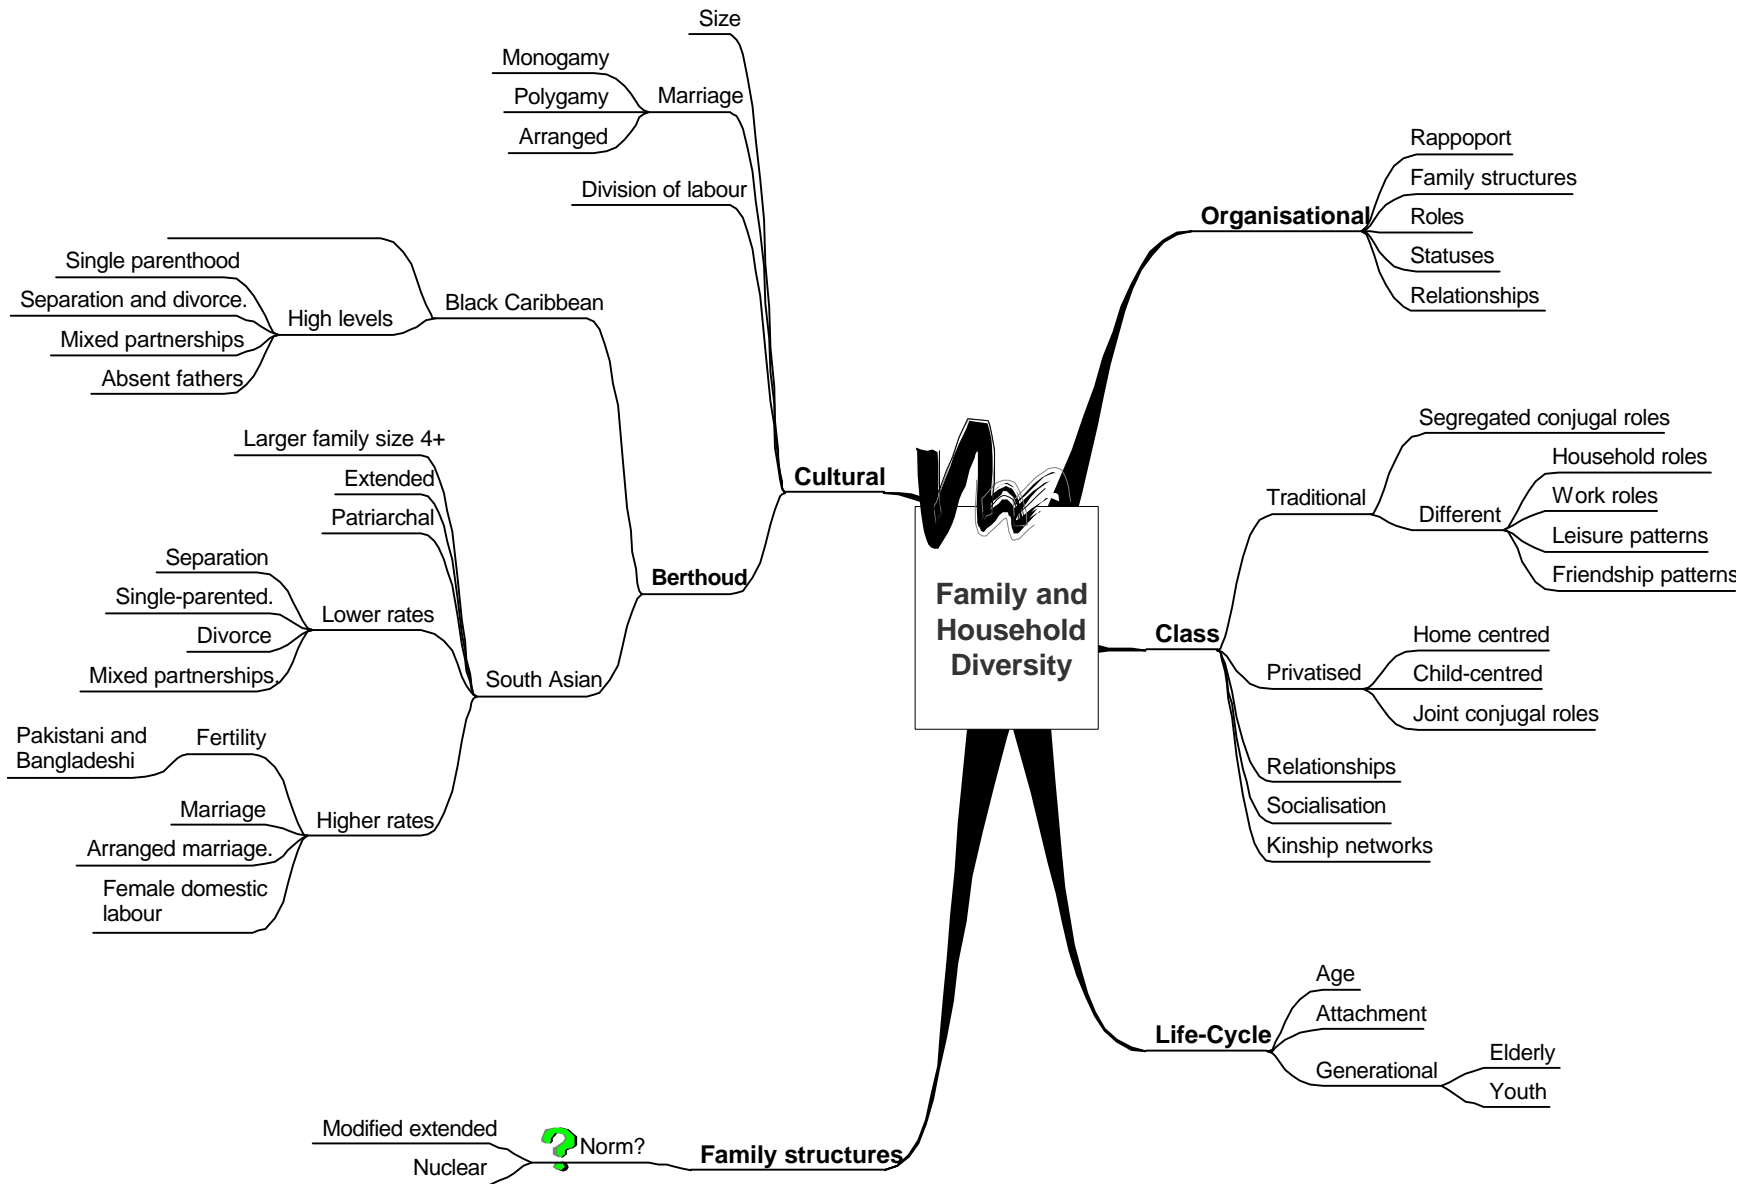 Family and
Household
Diversity
Organisational
Rappoport
Family structures
Roles
Statuses
Relationships
Class
Traditional
Segregated conjugal roles
Different
Household roles
Work roles
Leisure patterns
Friendship patterns
Privatised
Home centred
Child-centred
Joint conjugal roles
Relationships
Socialisation
Kinship networks
Life-Cycle
Age
Attachment
Generational
Elderly
Youth
Family structures
? Norm?
Modified extended
Nuclear
Cultural
Size
Marriage
Monogamy
Polygamy
Arranged
Division of labour
Berthoud
Black Caribbean
High levels
Single parenthood
Separation and divorce.
Mixed partnerships
Absent fathers
South Asian
Larger family size 4+
Extended
Patriarchal
Lower rates
Separation
Single-parented.
Divorce
Mixed partnerships.
Higher rates
Fertility
Pakistani and
Bangladeshi
Marriage
Arranged marriage.
Female domestic
labour